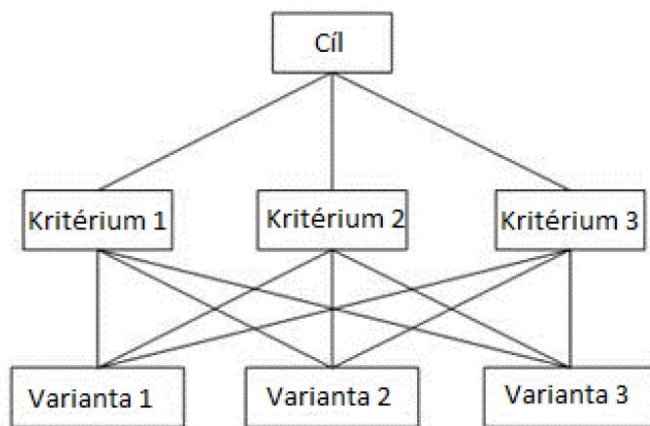 Cíl
Kritérium 1
Kritérium 2
Kritérium 3
Varianta 1
Varianta 2
Varianta 3